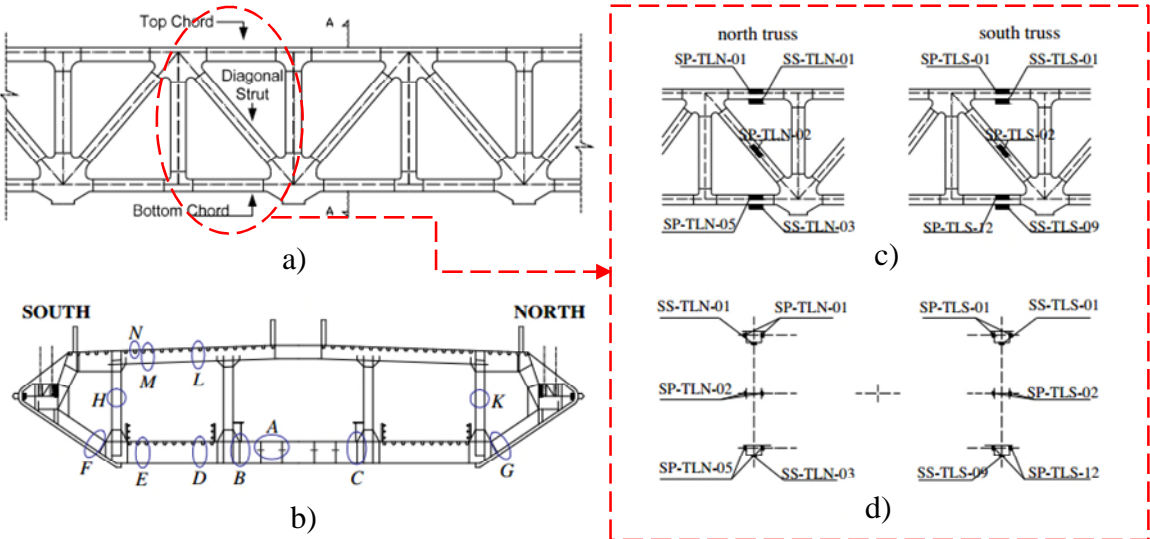 Top Chord
A
Diagonal
Strut
Bottom Chord
A
a)
SOUTH
NORTH
N
M
L
H
K
A
F
E
D
B
C
G
b)
north truss
south truss
SP-TLN-01
SS-TLN-01
SP-TLS-01
SS-TLS-01
SP-TLN-02
SP-TLS-02
SP-TLN-05
SS-TLN-03
SP-TLS-12
SS-TLS-09
c)
SS-TLN-01
SP-TLN-01
SP-TLS-01
SS-TLS-01
SP-TLN-02
SP-TLS-02
SP-TLN-05
SS-TLN-03
SS-TLS-09
SP-TLS-12
d)